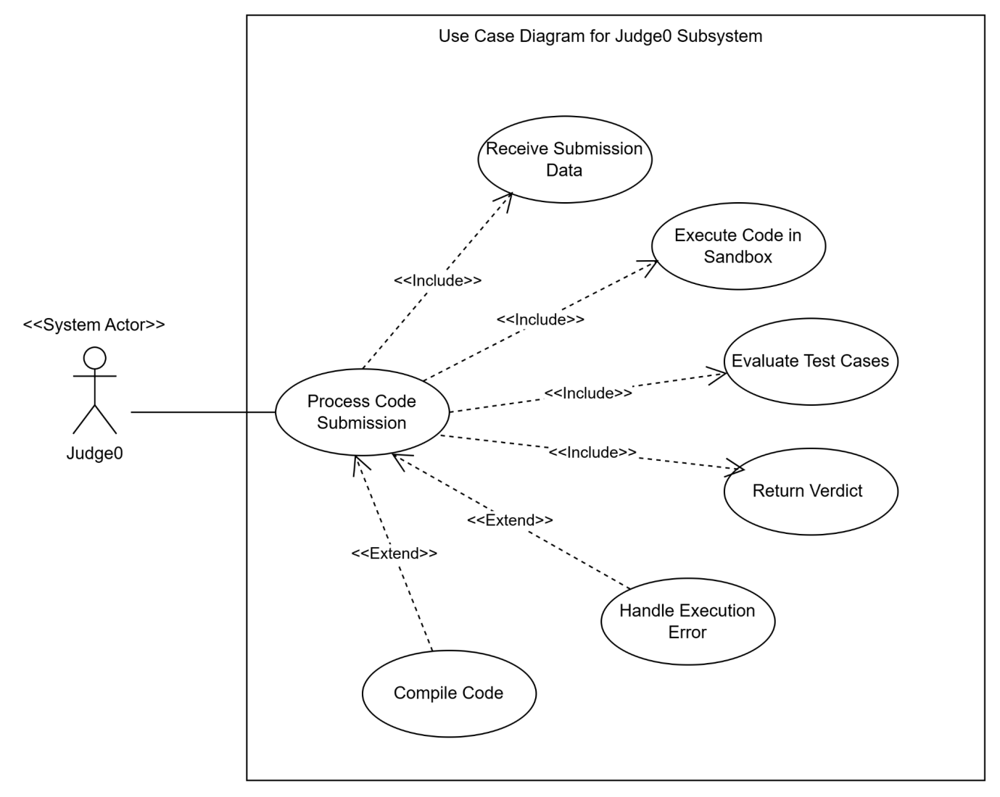 Use Case Diagram for Judge0 Subsystem
Receive Submission
Data
Execute Code in
Sandbox
<<Include>>
<<Include>>
<<System Actor>>
Evaluate Test Cases
<<Include>>
Process Code
Submission
Judge0
<<Include>>
Return Verdict
<<Extend>>
<<Extend>>
Handle Execution
Error
Compile Code